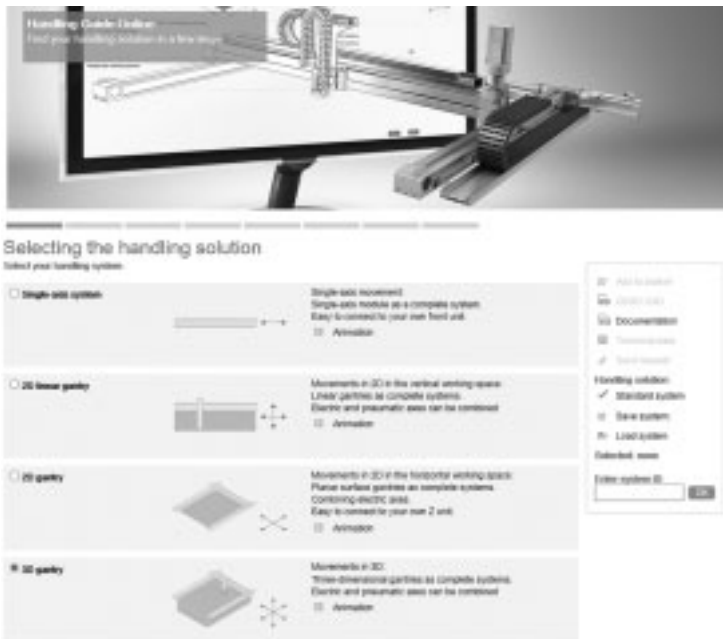 Handling Guide Online
Find your handling solution in a few steps
Selecting the handling solution
Select your handling system
Single-axis system
Single-axis movement
Single-axis module as a complete system.
Easy to connect to your own front unit.
Animation
2D linear gantry
Movements in 2D in the vertical working space.
Linear gantries as complete systems.
Electric and pneumatic axes can be combined
Animation
2D gantry
Movements in 2D in the horizontal working space.
Planar surface gantries as complete systems.
Combining electric axes.
Easy to connect to your own Z unit.
Animation
3D gantry
Movements in 3D.
Three-dimensional gantries as complete systems.
Electric and pneumatic axes can be combined
Animation
Documentation
Handling solution
Standard system
Save system
Load system
Selected: none
Enter system ID
OK